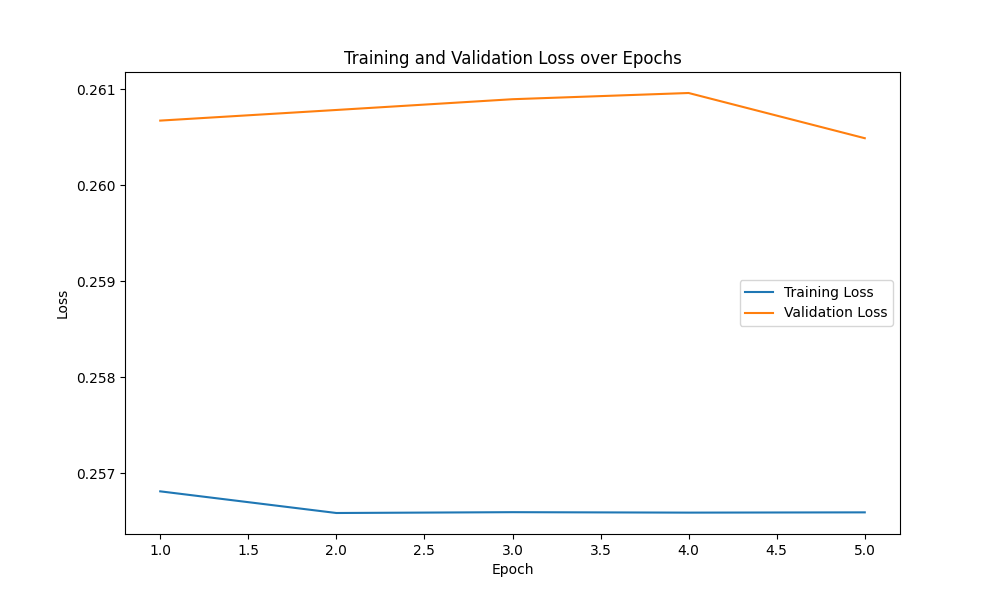 Training and Validation Loss over Epochs
0.261
0.260
0.259
0.258
0.257
Loss
Training Loss
Validation Loss
1.0 1.5 2.0 2.5 3.0 3.5 4.0 4.5 5.0
Epoch